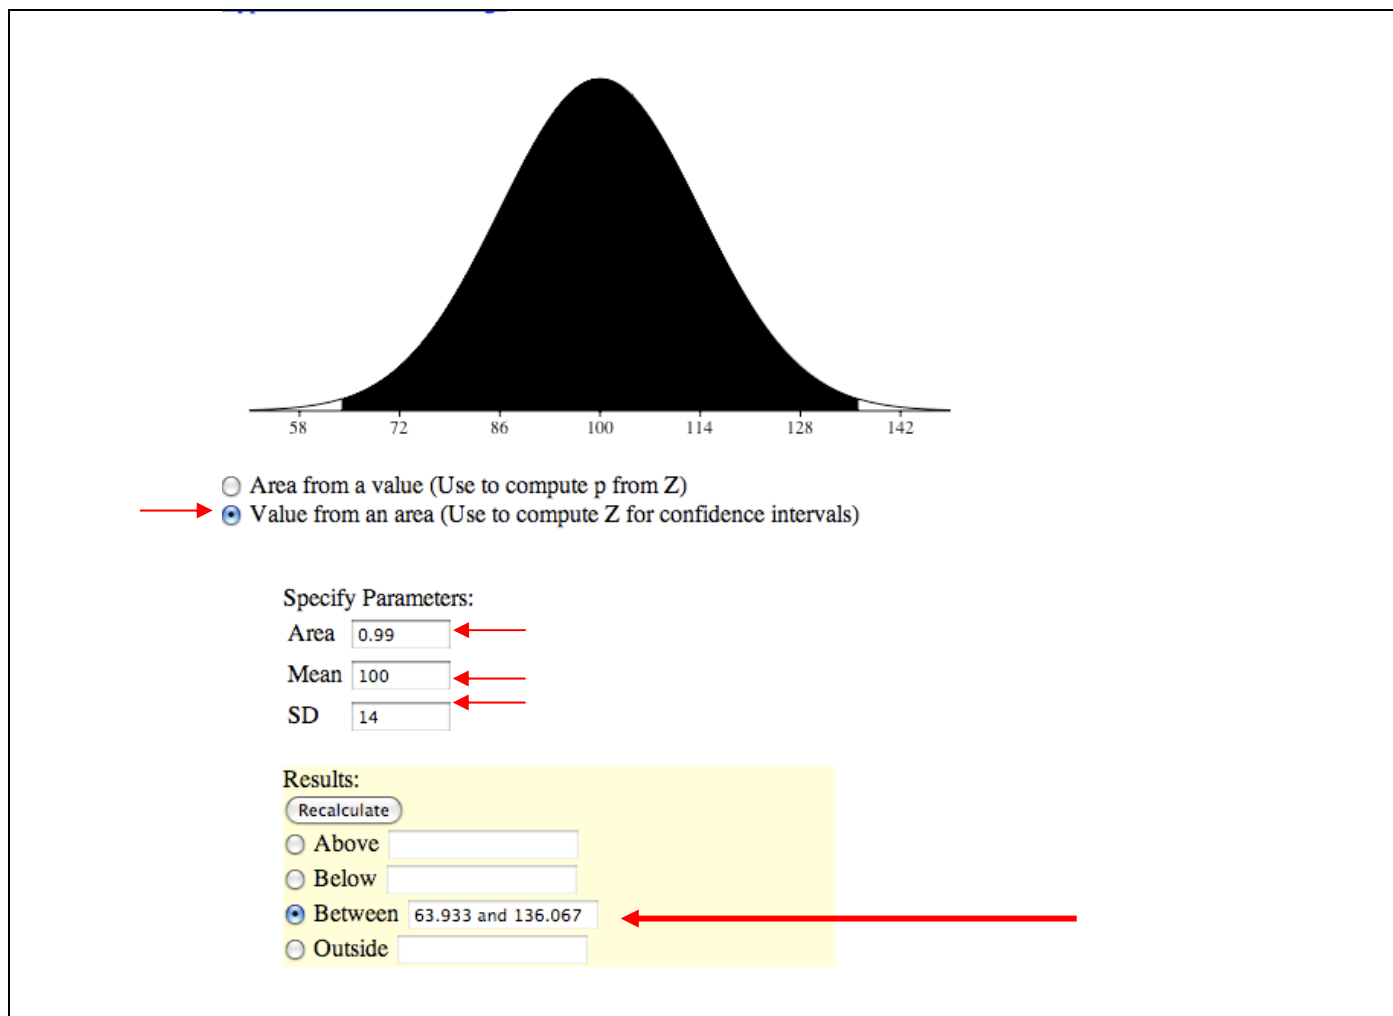 58 72 86 100 114 128 142
Area from a value (Use to compute p from Z)
Value from an area (Use to compute Z for confidence intervals)
Specify Parameters:
Area 0.99
Mean 100
SD 14
Results:
Recalculate
Above
Below
Between 63.933 and 136.067
Outside